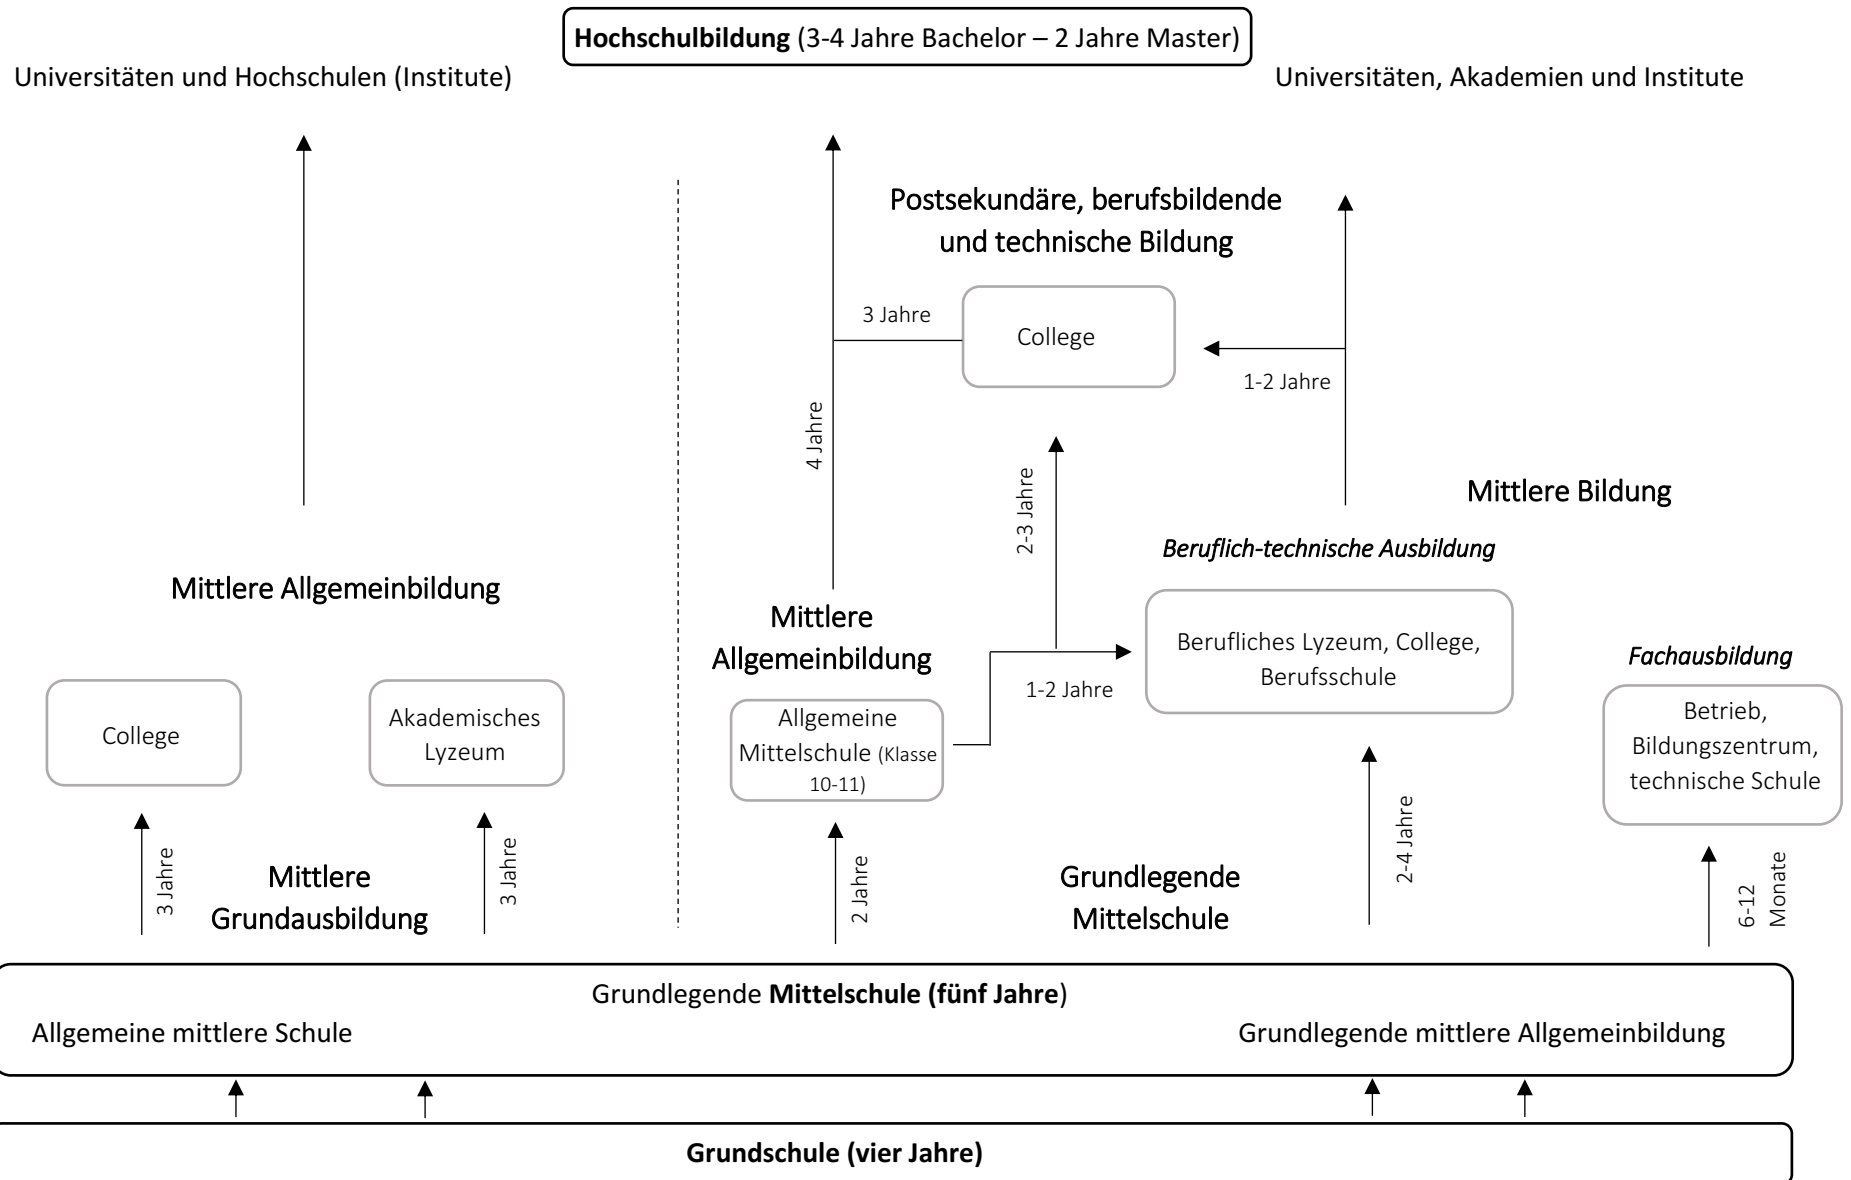 Hochschulbildung (3-4 Jahre Bachelor – 2 Jahre Master)
Universitäten und Hochschulen (Institute)
Universitäten, Akademien und Institute
Postsekundäre, berufsbildende
und technische Bildung
3 Jahre
College
1-2 Jahre
4 Jahre
2-3 Jahre
Mittlere Bildung
Beruflich-technische Ausbildung
Mittlere Allgemeinbildung
Mittlere
Allgemeinbildung
Berufliches Lyzeum, College,
Berufsschule
1-2 Jahre
Fachausbildung
College
Akademisches
Lyzeum
Allgemeine
Mittelschule (Klasse
10-11)
Betrieb,
Bildungszentrum,
technische Schule
3 Jahre
Mittlere
Grundausbildung
3 Jahre
2 Jahre
Grundlegende
Mittelschule
2-4 Jahre
6-12
Monate
Grundlegende Mittelschule (fünf Jahre)
Allgemeine mittlere Schule
Grundlegende mittlere Allgemeinbildung
Grundschule (vier Jahre)